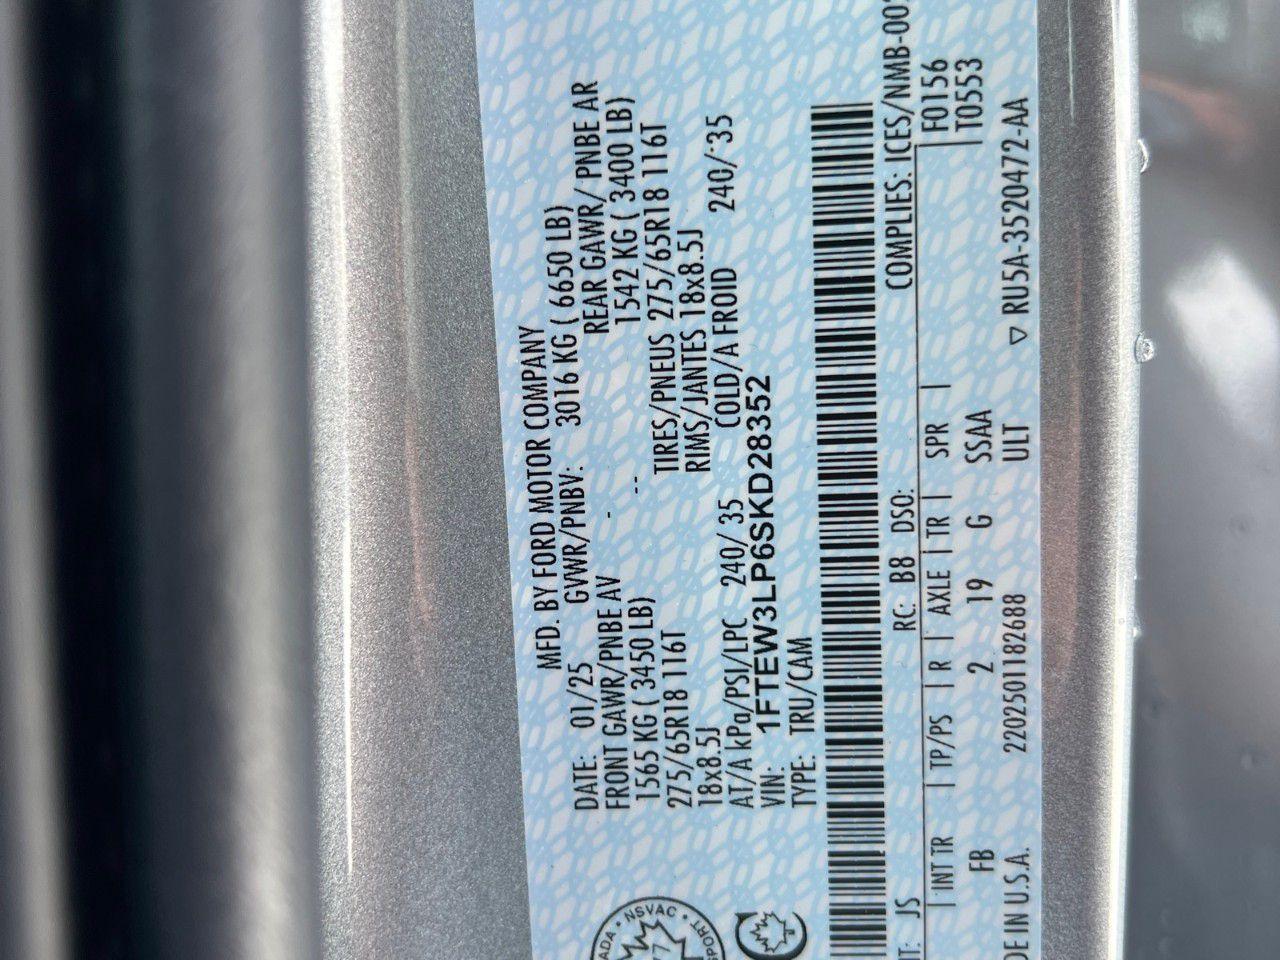 MFD. BY FORD MOTOR COMPANY
DATE: 01/25 GVWR/PNBV: 3016 KG ( 6650 LB)
FRONT GAWR/PNBE AV - REAR GAWR/ PNBE AR
1565 KG ( 3450 LB) -- 1542 KG ( 3400 LB)
275/65R18 116T TIRES/PNEUS 275/65R18 116T
18x8.5J RIMS/JANTES 18x8.5J
AT/A kPa/PSI/LPC 240/ 35 COLD/A FROID 240/ 35
VIN: 1FTEW3LP6SKD28352
TYPE: TRU/CAM
JS RC: B8 DSO: COMPLIES: ICES/NMB-00
INT TR | TP/PS | R | AXLE | TR | SPR | F0156
FB 2 19 G SSAA T0553
2202501182688 ULT ▽ RU5A-3520472-AA
IN U.S.A.
NSVAC
C